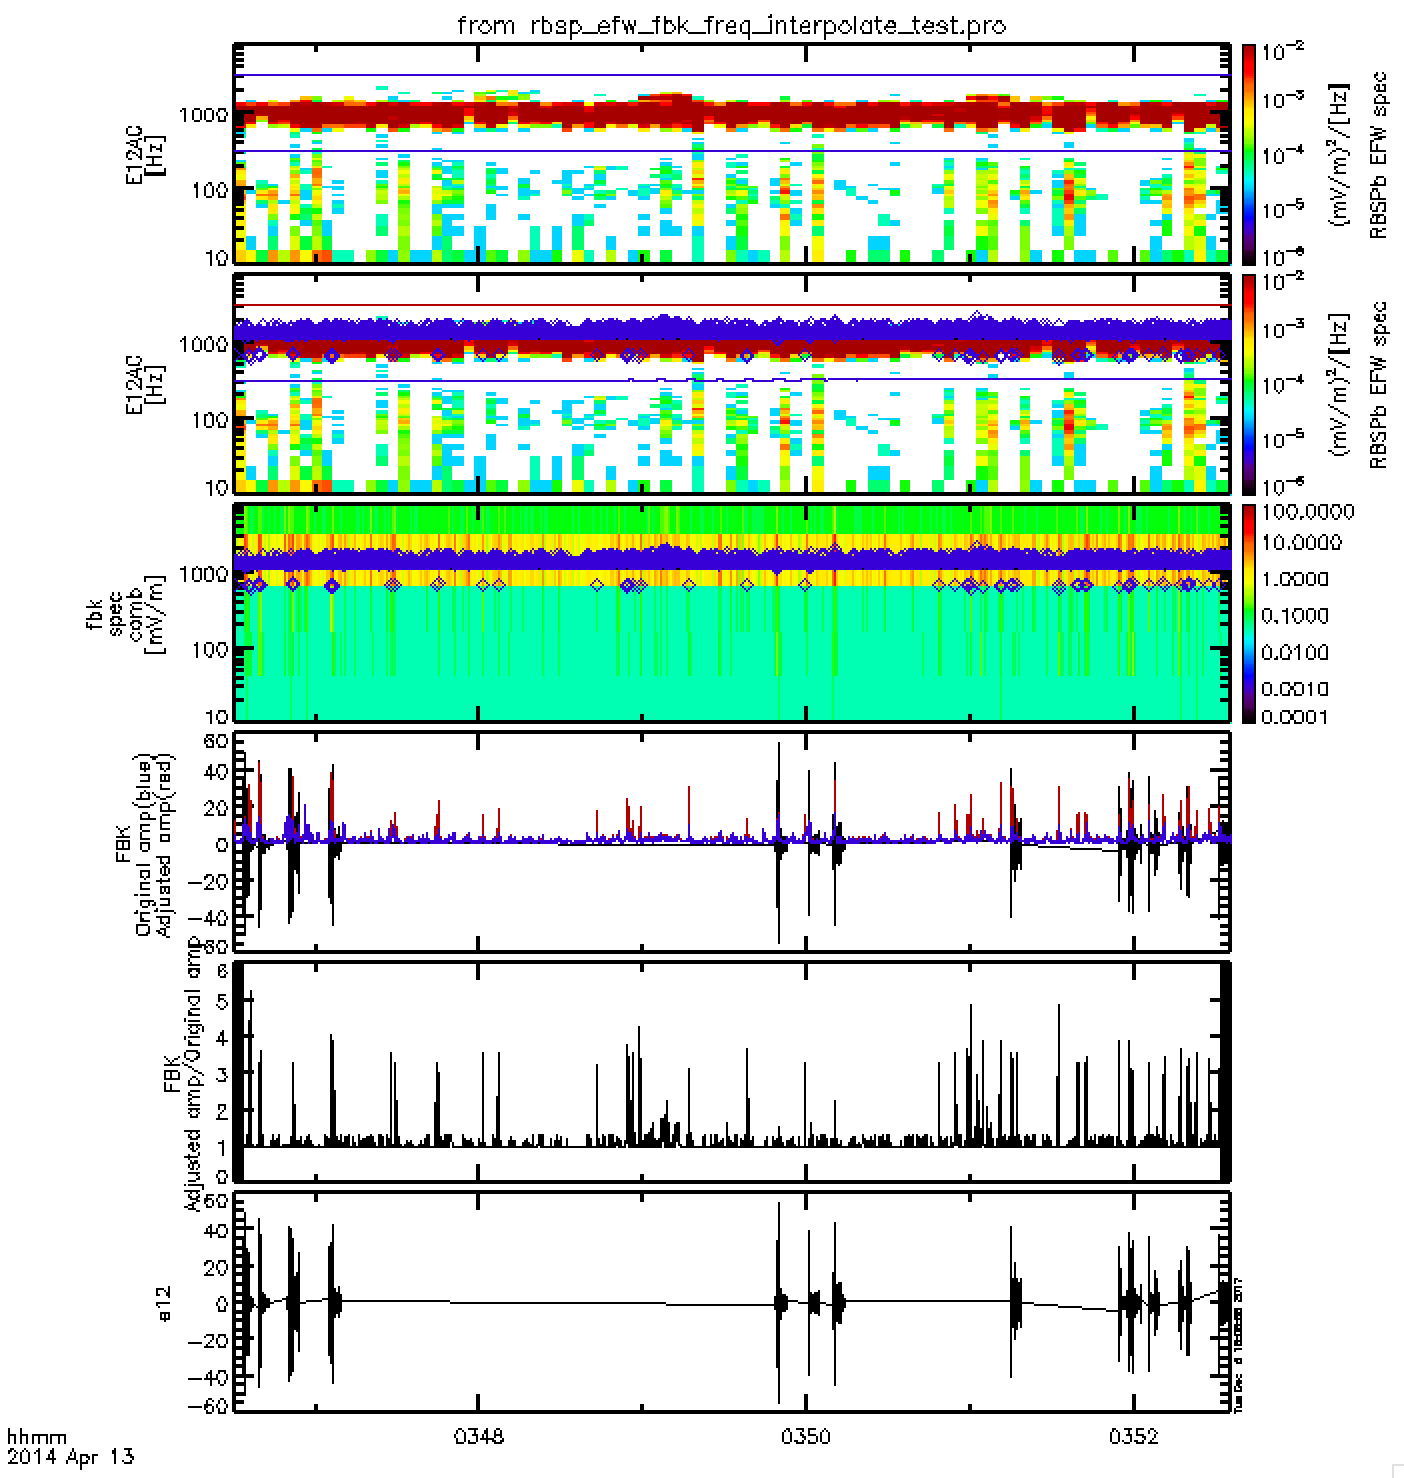 from rbsp_efw_fbk_freq_interpolate_test.pro
E12AC
[Hz]
1000
100
10
10⁻²
10⁻³
10⁻⁴
10⁻⁵
10⁻⁶
(mV/m)²/[Hz]
RBSPb EFW spec
E12AC
[Hz]
1000
100
10
10⁻²
10⁻³
10⁻⁴
10⁻⁵
10⁻⁶
(mV/m)²/[Hz]
RBSPb EFW spec
fbk
spec
comb
[mV/m]
1000
100
10
100.0000
10.0000
1.0000
0.1000
0.0100
0.0010
0.0001
FBK
Original amp(blue)
Adjusted amp(red)
60
40
20
0
-20
-40
-60
FBK
Adjusted amp/Original amp
6
5
4
3
2
1
0
e12
60
40
20
0
-20
-40
-60
0348
0350
0352
hhmm
2014 Apr 13
Tue Dec
2017